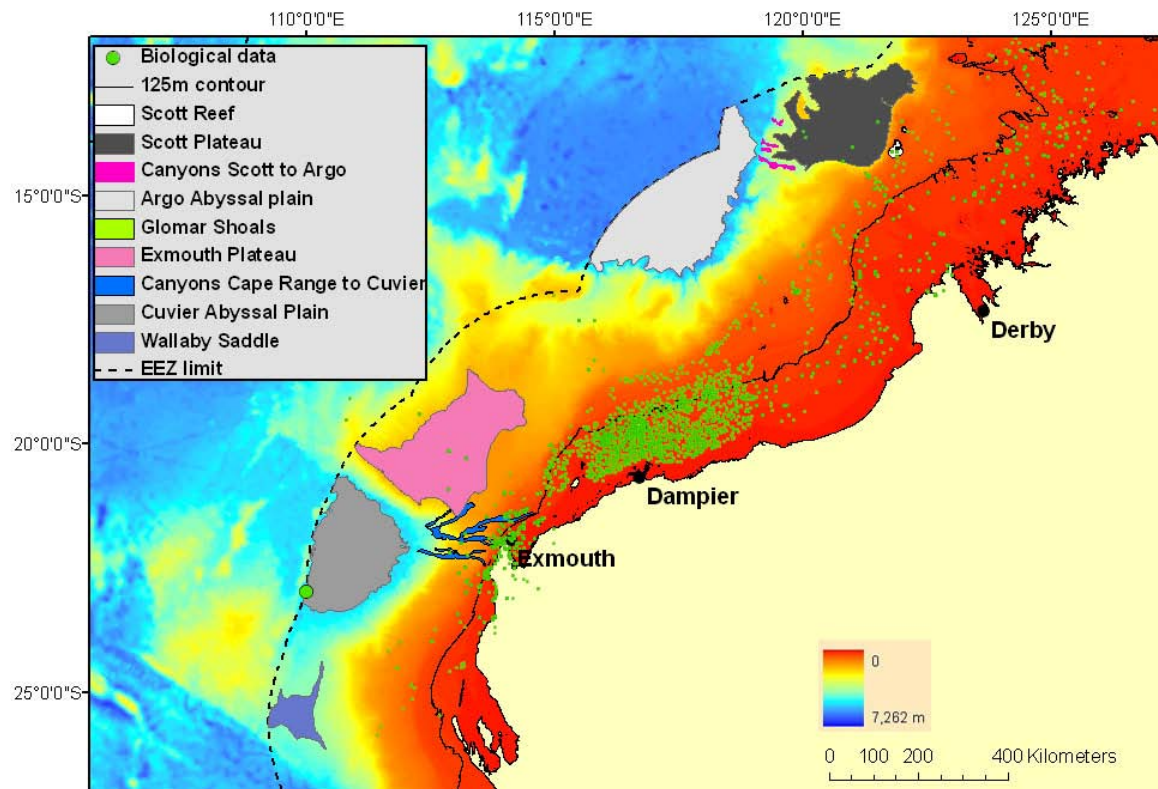 110°0'0"E
115°0'0"E
120°0'0"E
125°0'0"E
Biological data
125m contour
Scott Reef
Scott Plateau
Canyons Scott to Argo
Argo Abyssal plain
Glomar Shoals
Exmouth Plateau
Canyons Cape Range to Cuvier
Cuvier Abyssal Plain
Wallaby Saddle
EEZ limit
15°0'0"S
20°0'0"S
25°0'0"S
Derby
Dampier
Exmouth
0
7,262 m
0 100 200 400 Kilometers